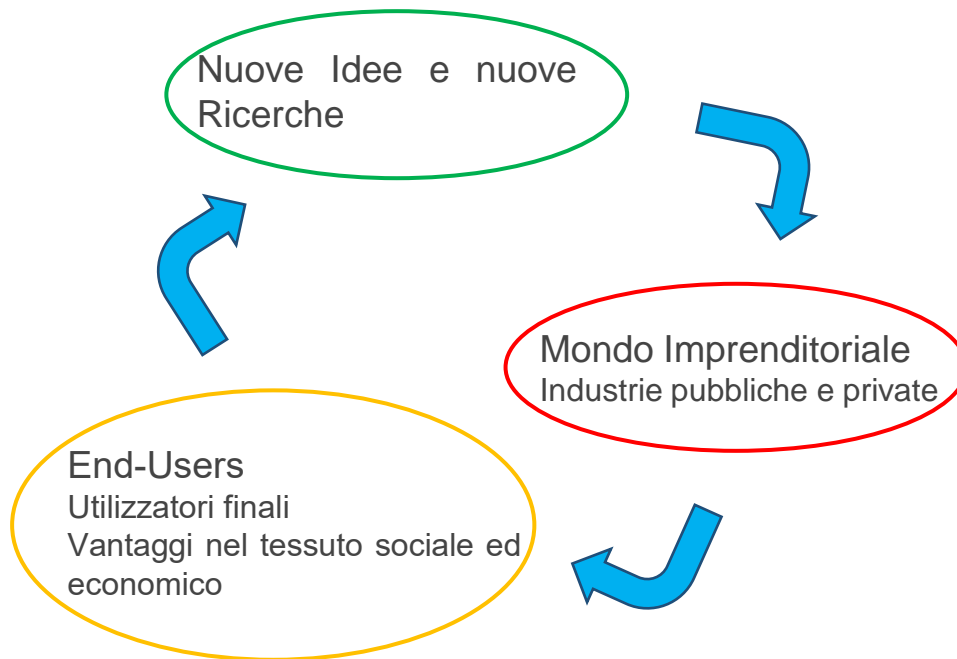 Nuove Idee e nuove
Ricerche
Mondo Imprenditoriale
Industrie pubbliche e private
End-Users
Utilizzatori finali
Vantaggi nel tessuto sociale ed
economico